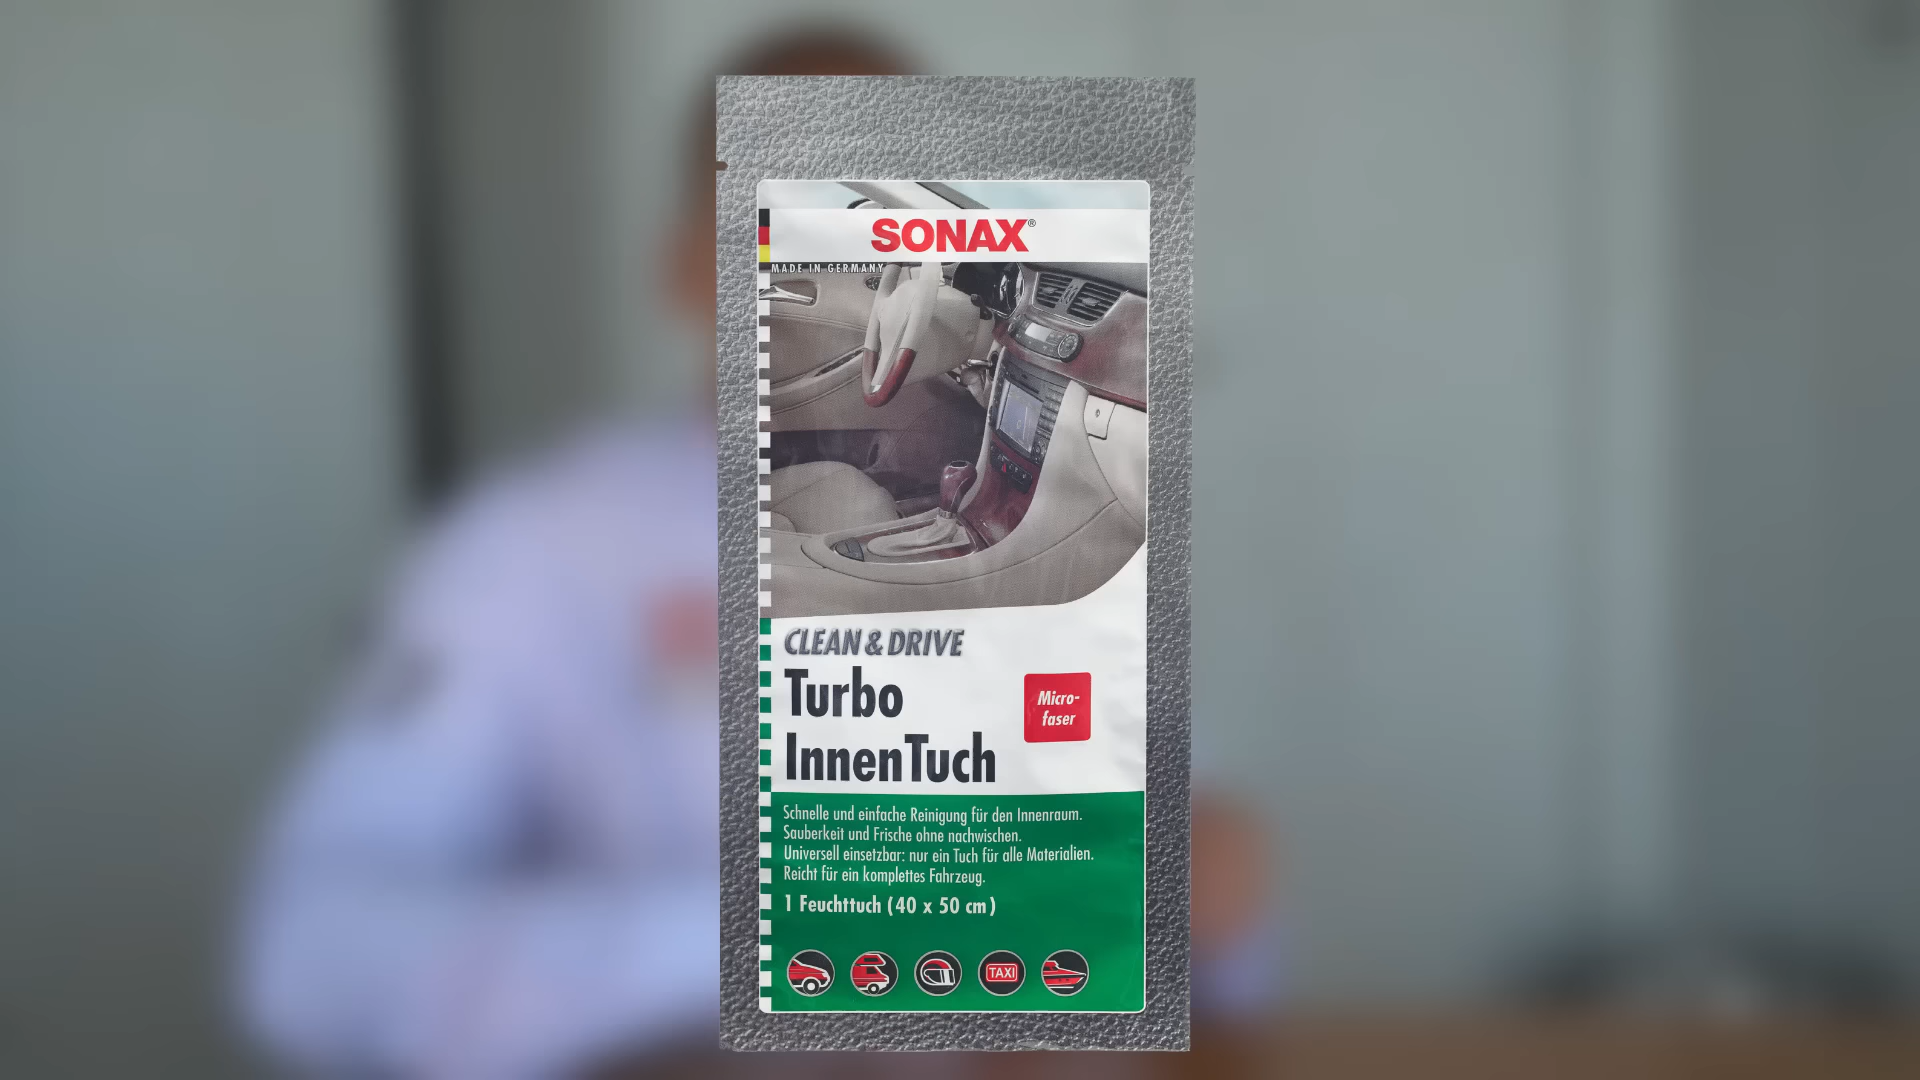 SONAX®
MADE IN GERMANY
CLEAN & DRIVE
Turbo
InnenTuch
Micro-
faser
Schnelle und einfache Reinigung für den Innenraum.
Sauberkeit und Frische ohne nachwischen.
Universell einsetzbar: nur ein Tuch für alle Materialien.
Reicht für ein komplettes Fahrzeug.
1 Feuchttuch (40 x 50 cm)
TAXI